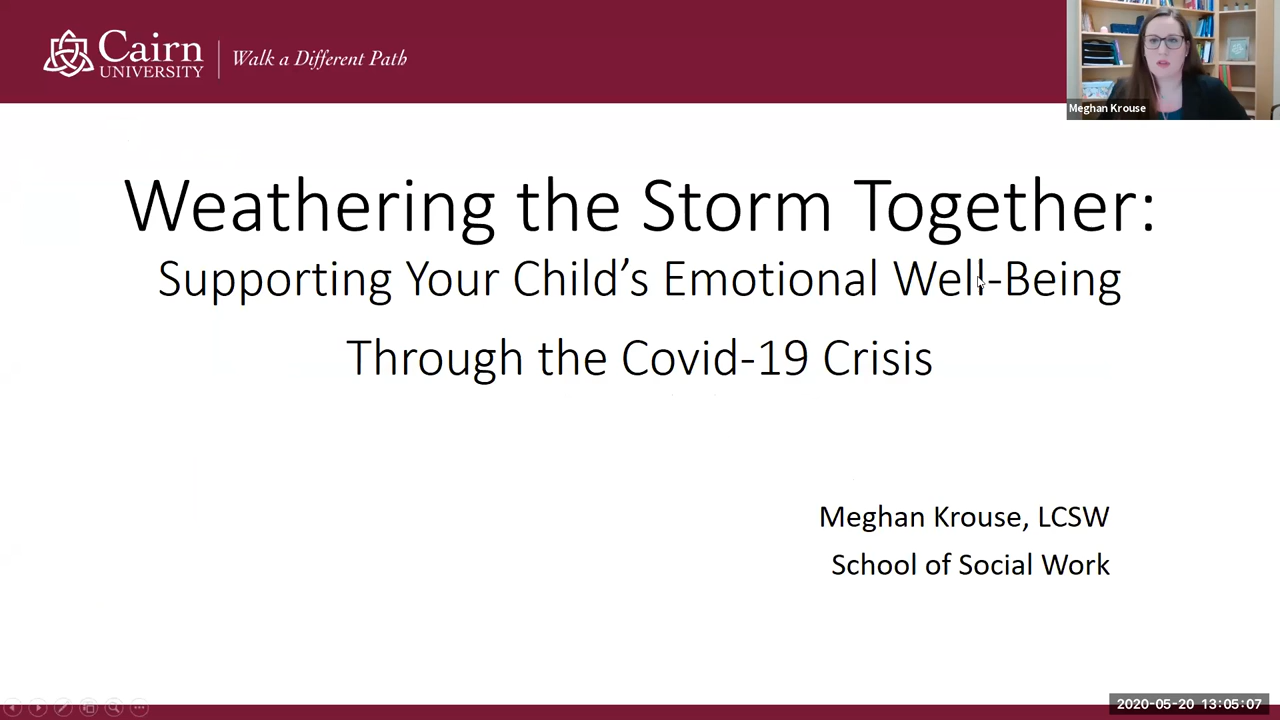 Cairn
UNIVERSITY
Walk a Different Path
Meghan Krouse
Weathering the Storm Together:
Supporting Your Child’s Emotional Well-Being
Through the Covid-19 Crisis
Meghan Krouse, LCSW
School of Social Work
2020-05-20 13:05:07